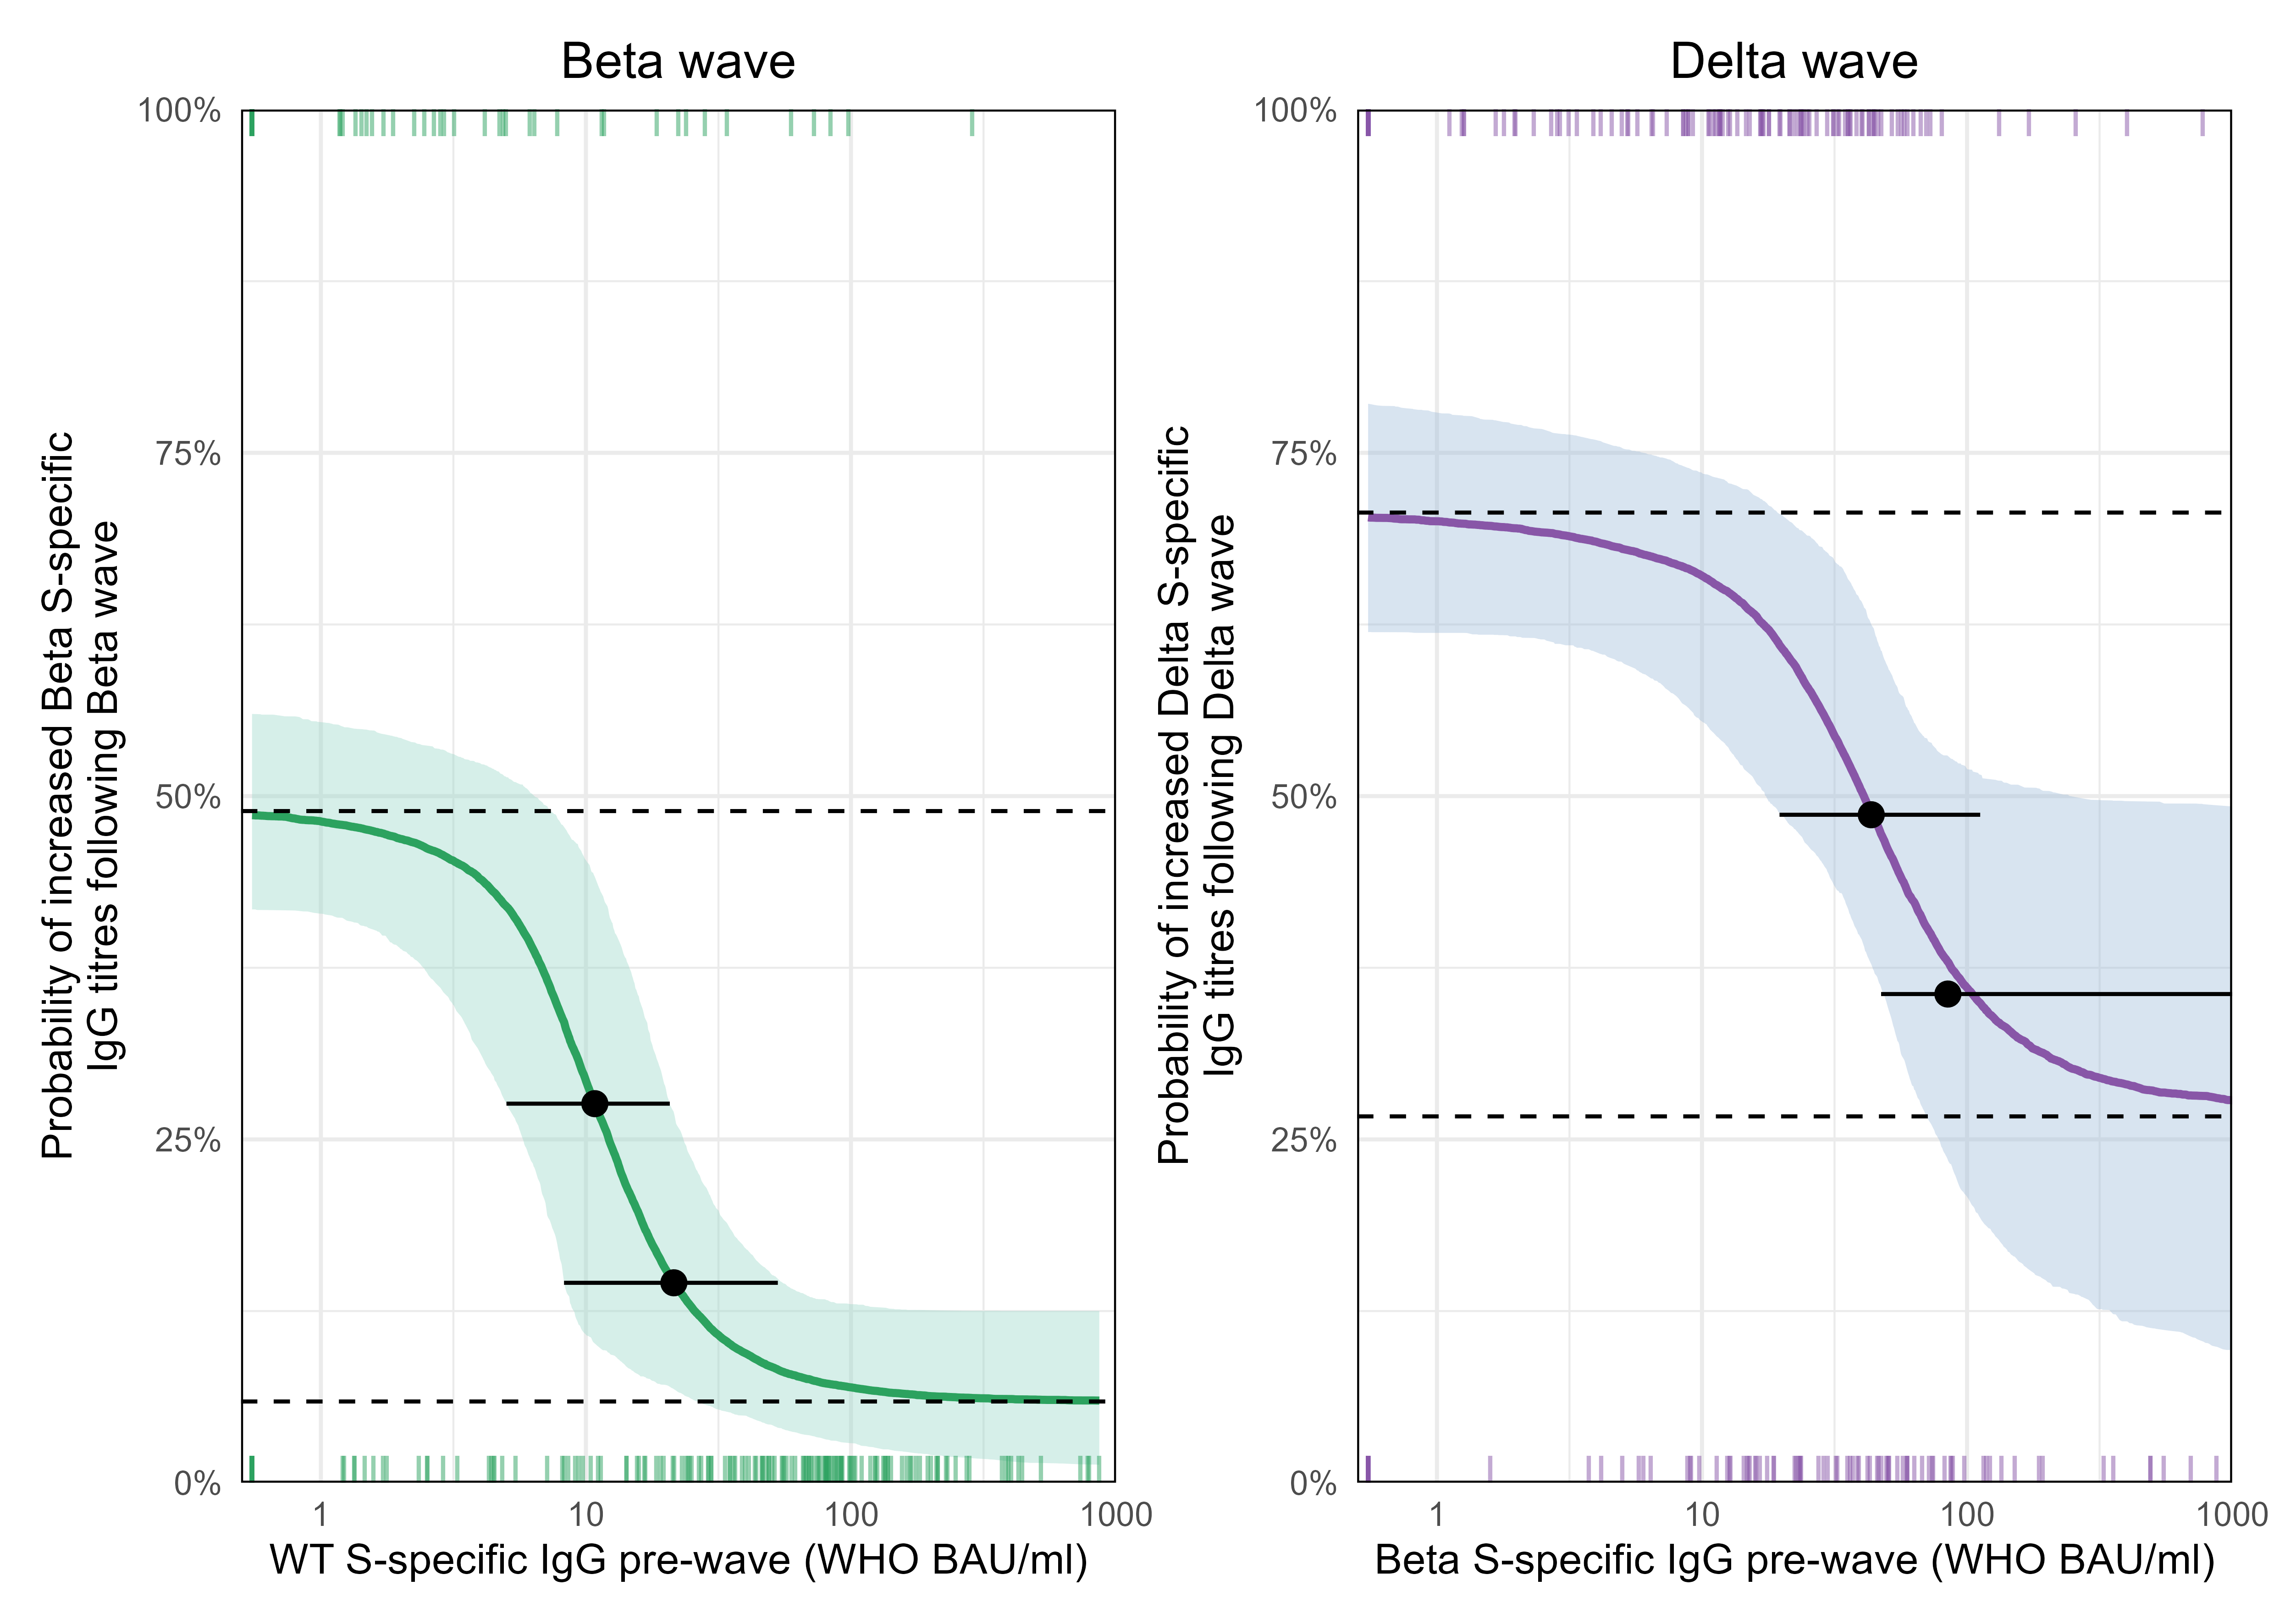 Beta wave
Probability of increased Beta S-specific
IgG titres following Beta wave
100%
75%
50%
25%
0%
1
10
100
1000
WT S-specific IgG pre-wave (WHO BAU/ml)
Delta wave
Probability of increased Delta S-specific
IgG titres following Delta wave
100%
75%
50%
25%
0%
1
10
100
1000
Beta S-specific IgG pre-wave (WHO BAU/ml)